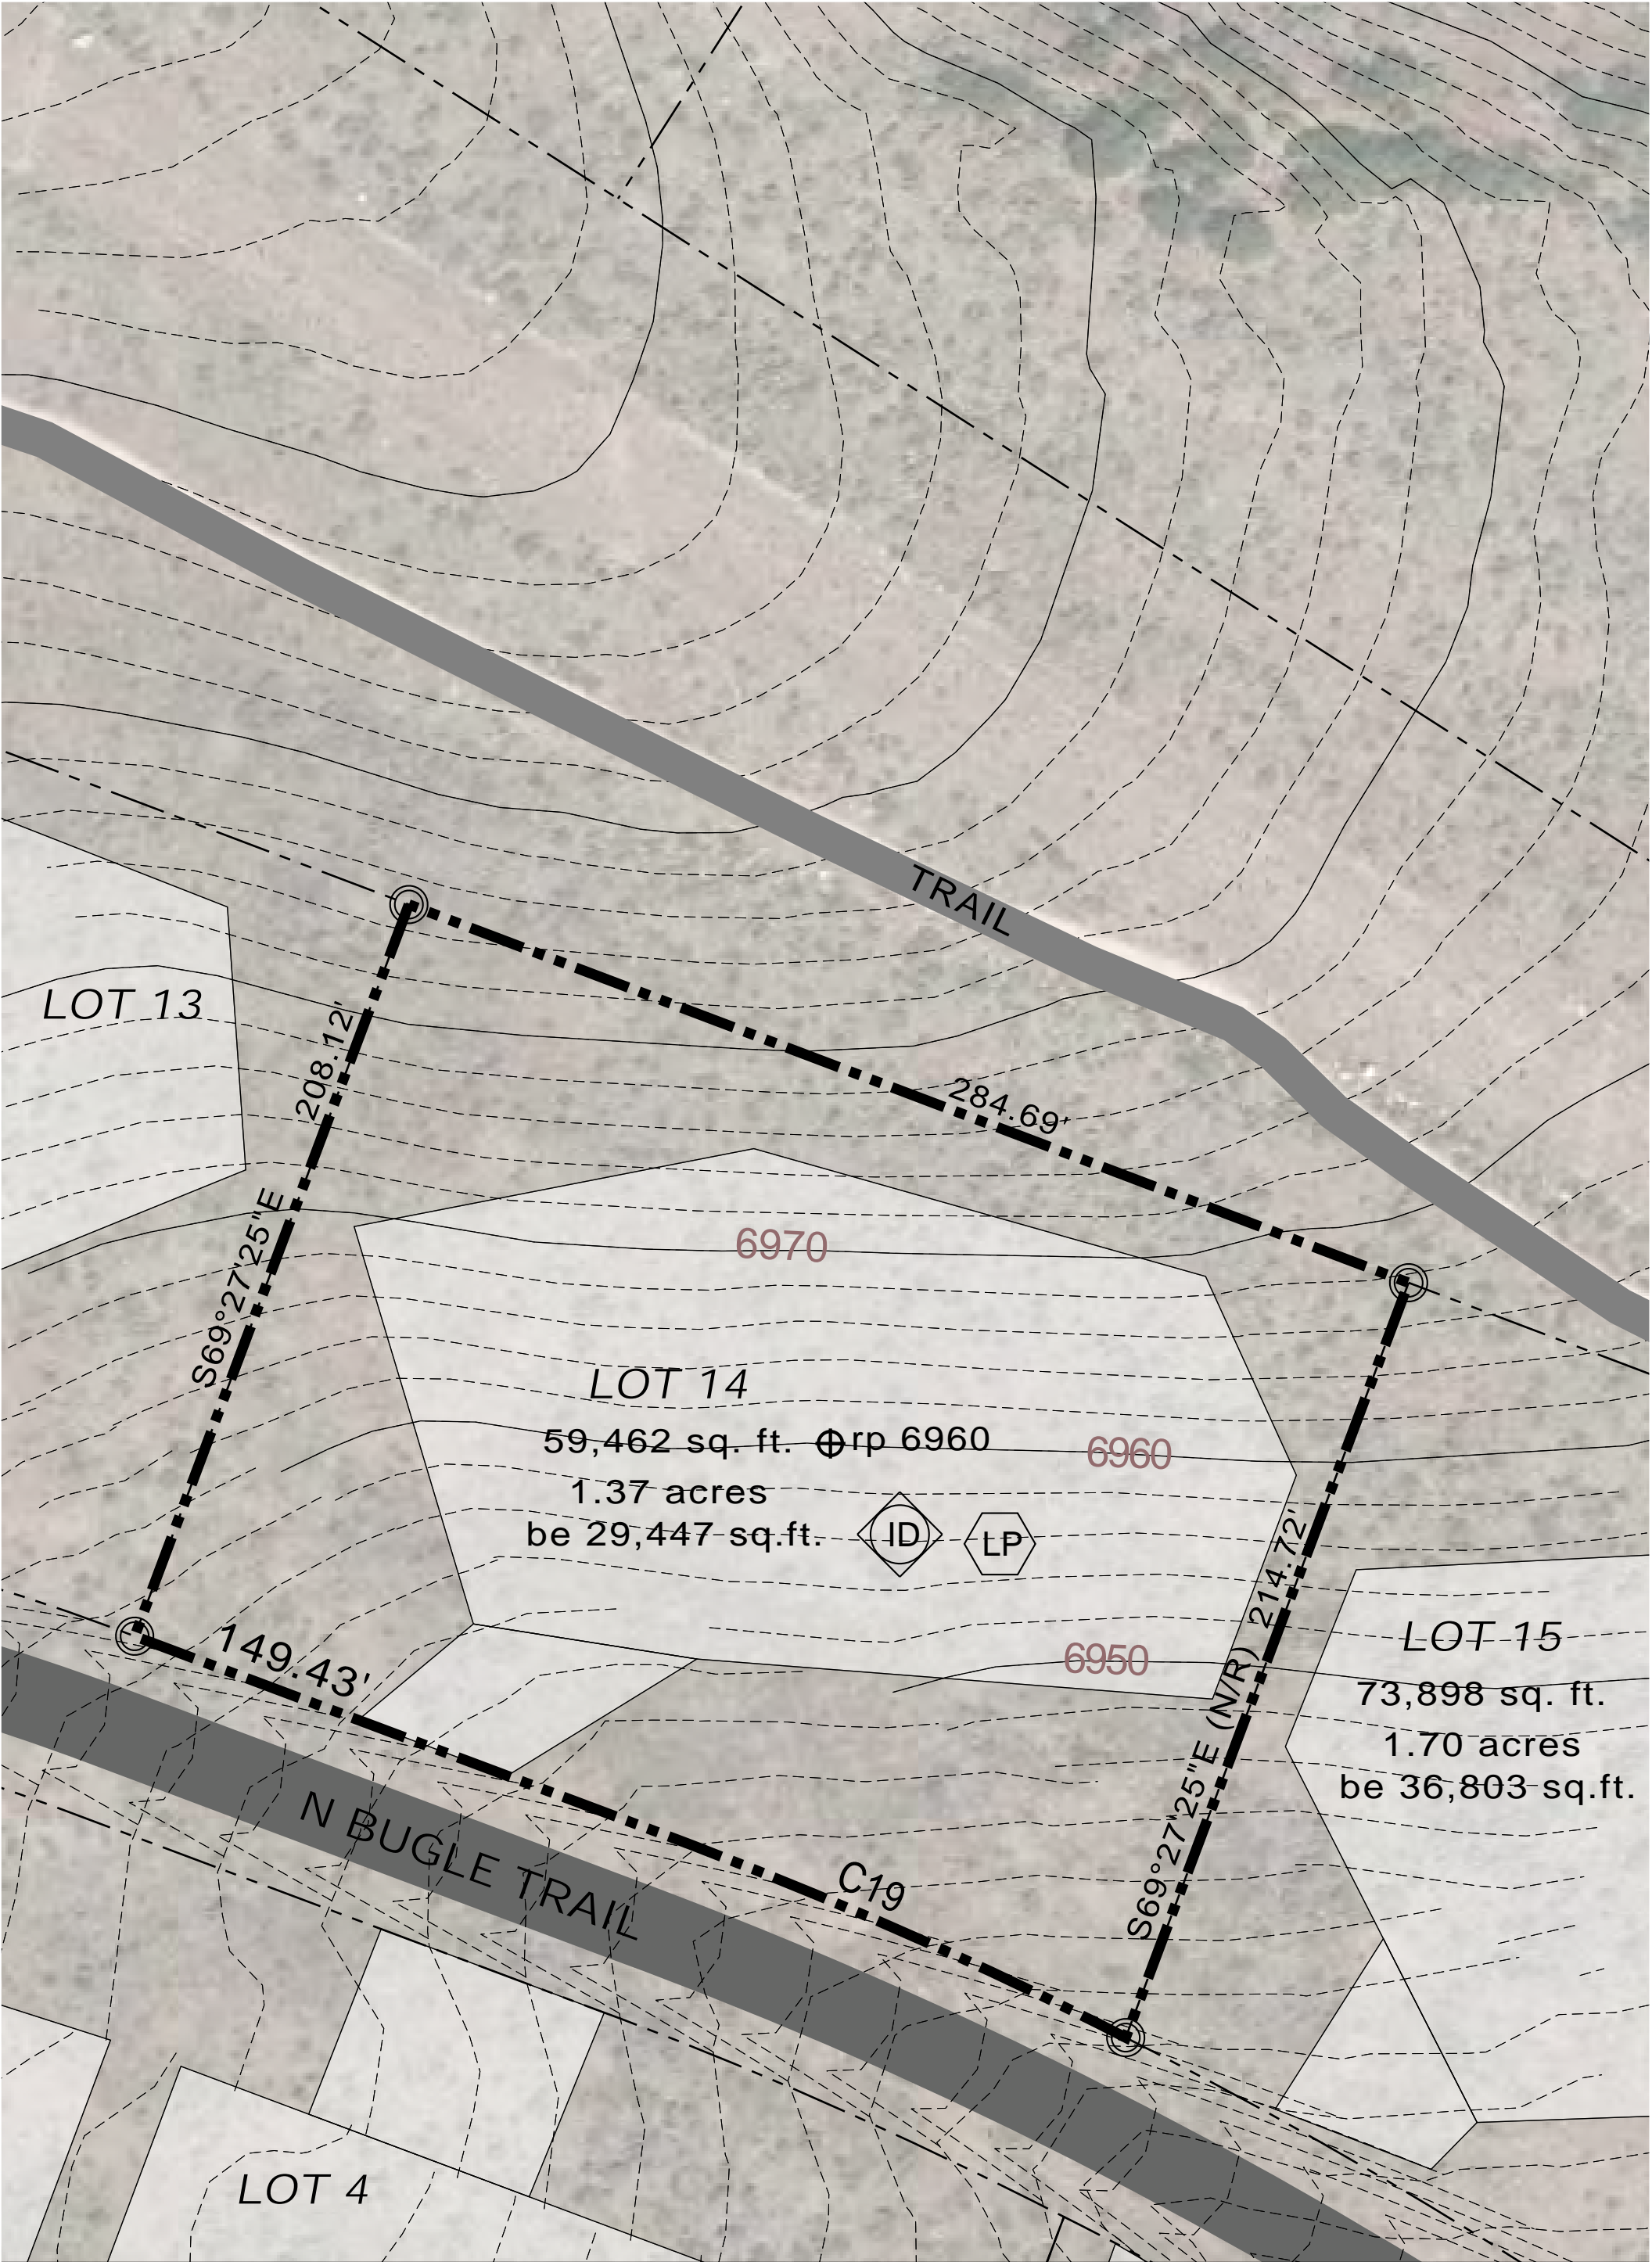 TRAIL
LOT 13
208.12'
S69°27'25"E
284.69'
6970
LOT 14
59,462 sq. ft.
rp 6960
6960
1.37 acres
be 29,447 sq.ft.
ID
LP
214.72'
S69°27'25"E (N/R)
LOT 15
73,898 sq. ft.
1.70 acres
be 36,803 sq.ft.
149.43'
6950
C19
N BUGLE TRAIL
LOT 4